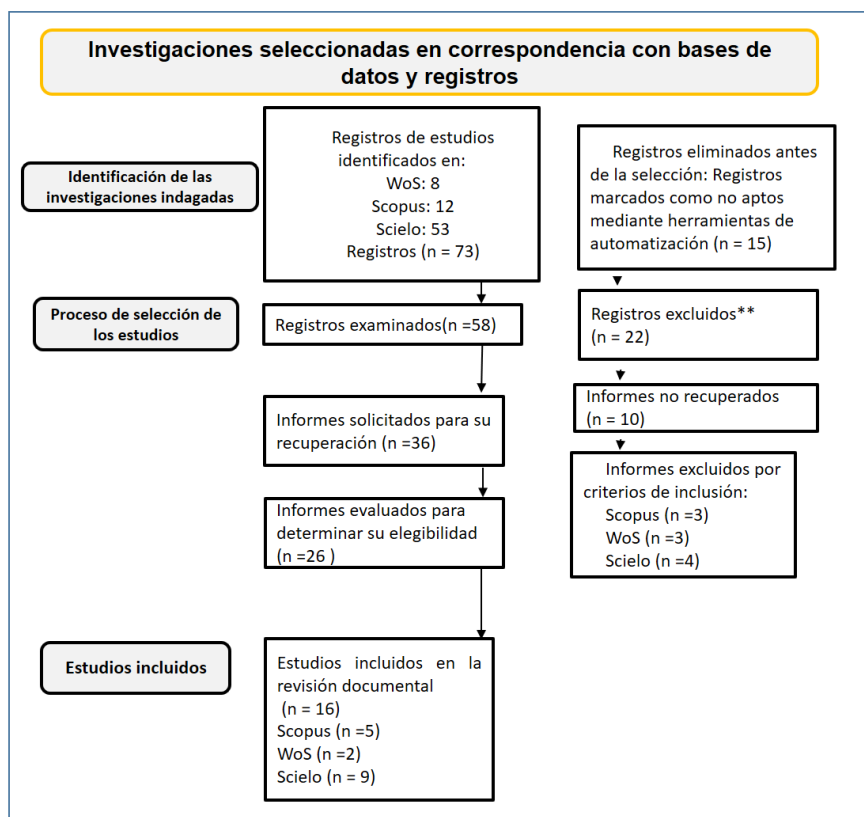 Investigaciones seleccionadas en correspondencia con bases de
datos y registros
Identificación de las
investigaciones indagadas
Registros de estudios
identificados en:
WoS: 8
Scopus: 12
Scielo: 53
Registros (n = 73)
Registros eliminados antes
de la selección: Registros
marcados como no aptos
mediante herramientas de
automatización (n = 15)
Proceso de selección de
los estudios
Registros examinados(n =58)
Registros excluidos**
(n = 22)
Informes solicitados para su
recuperación (n =36)
Informes no recuperados
(n = 10)
Informes evaluados para
determinar su elegibilidad
(n =26 )
Informes excluidos por
criterios de inclusión:
Scopus (n =3)
WoS (n =3)
Scielo (n =4)
Estudios incluidos
Estudios incluidos en la
revisión documental
(n = 16)
Scopus (n =5)
WoS (n =2)
Scielo (n = 9)